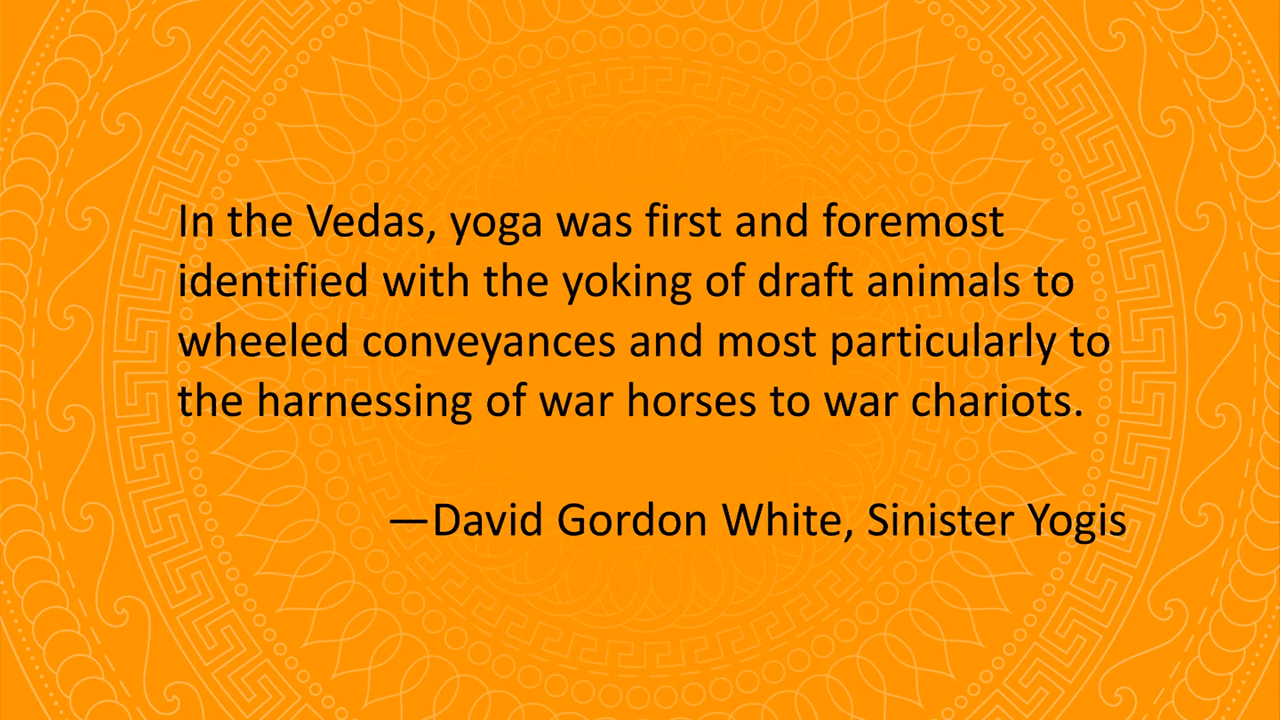 In the Vedas, yoga was first and foremost
identified with the yoking of draft animals to
wheeled conveyances and most particularly to
the harnessing of war horses to war chariots.
—David Gordon White, Sinister Yogis